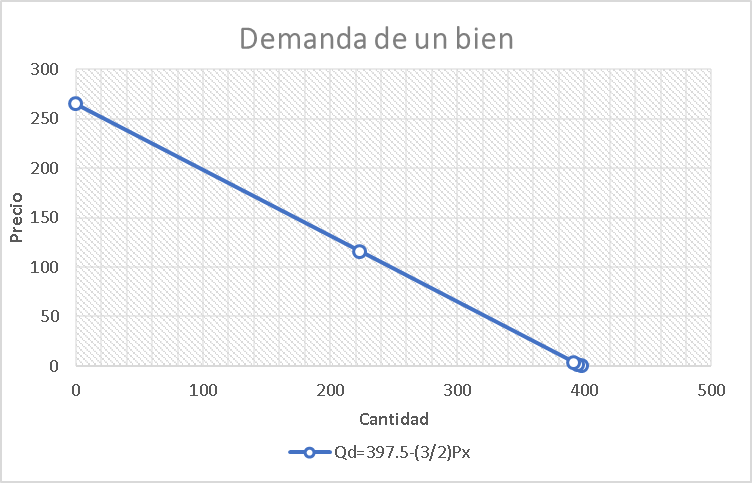 Demanda de un bien
300
250
200
150
100
50
0
Precio
0 100 200 300 400 500
Cantidad
Qd=397.5-(3/2)Px